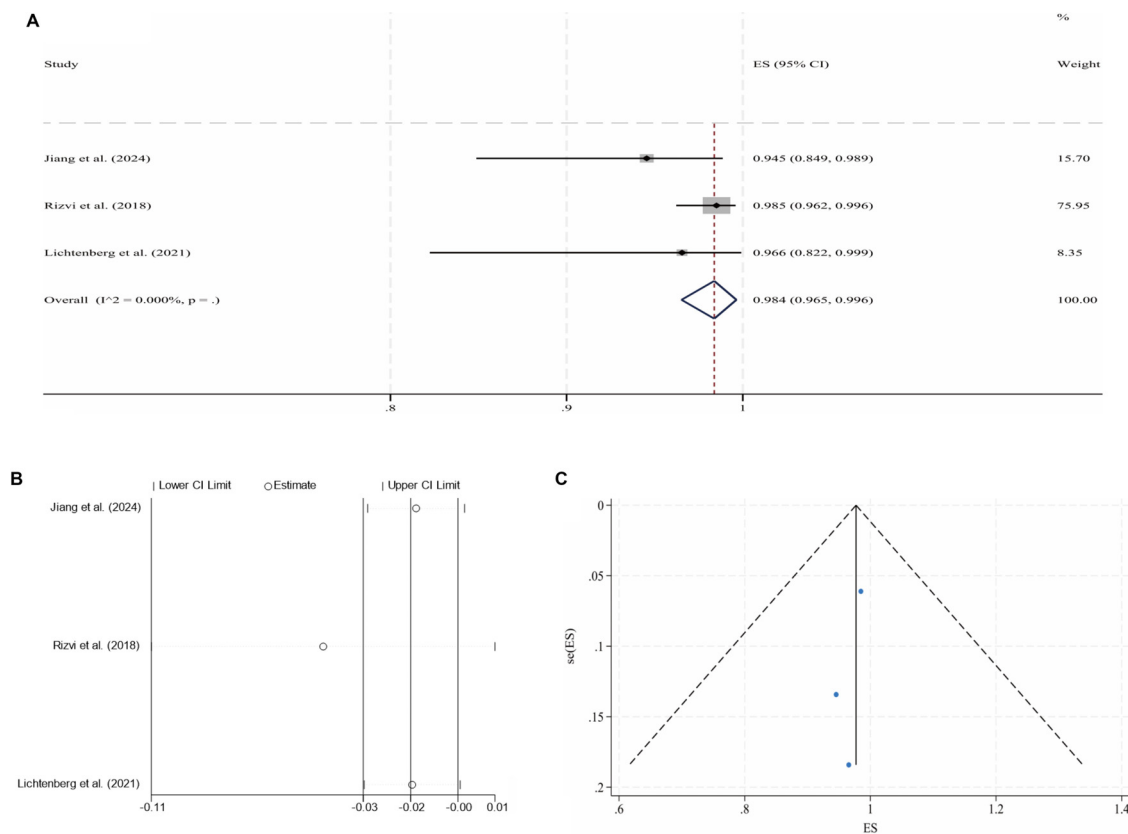 A
%
Study ES (95% CI) Weight
Jiang et al. (2024) 0.945 (0.849, 0.989) 15.70
Rizvi et al. (2018) 0.985 (0.962, 0.996) 75.95
Lichtenberg et al. (2021) 0.966 (0.822, 0.999) 8.35
Overall (I^2 = 0.000%, p = .) 0.984 (0.965, 0.996) 100.00
.8 .9 1
B
| Lower CI Limit ○Estimate | Upper CI Limit
Jiang et al. (2024)
Rizvi et al. (2018)
Lichtenberg et al. (2021)
-0.11 -0.03 -0.02 -0.00 0.01
C
0
.05
.1
.15
.2
se(ES)
.6 .8 1 1.2 1.4
ES